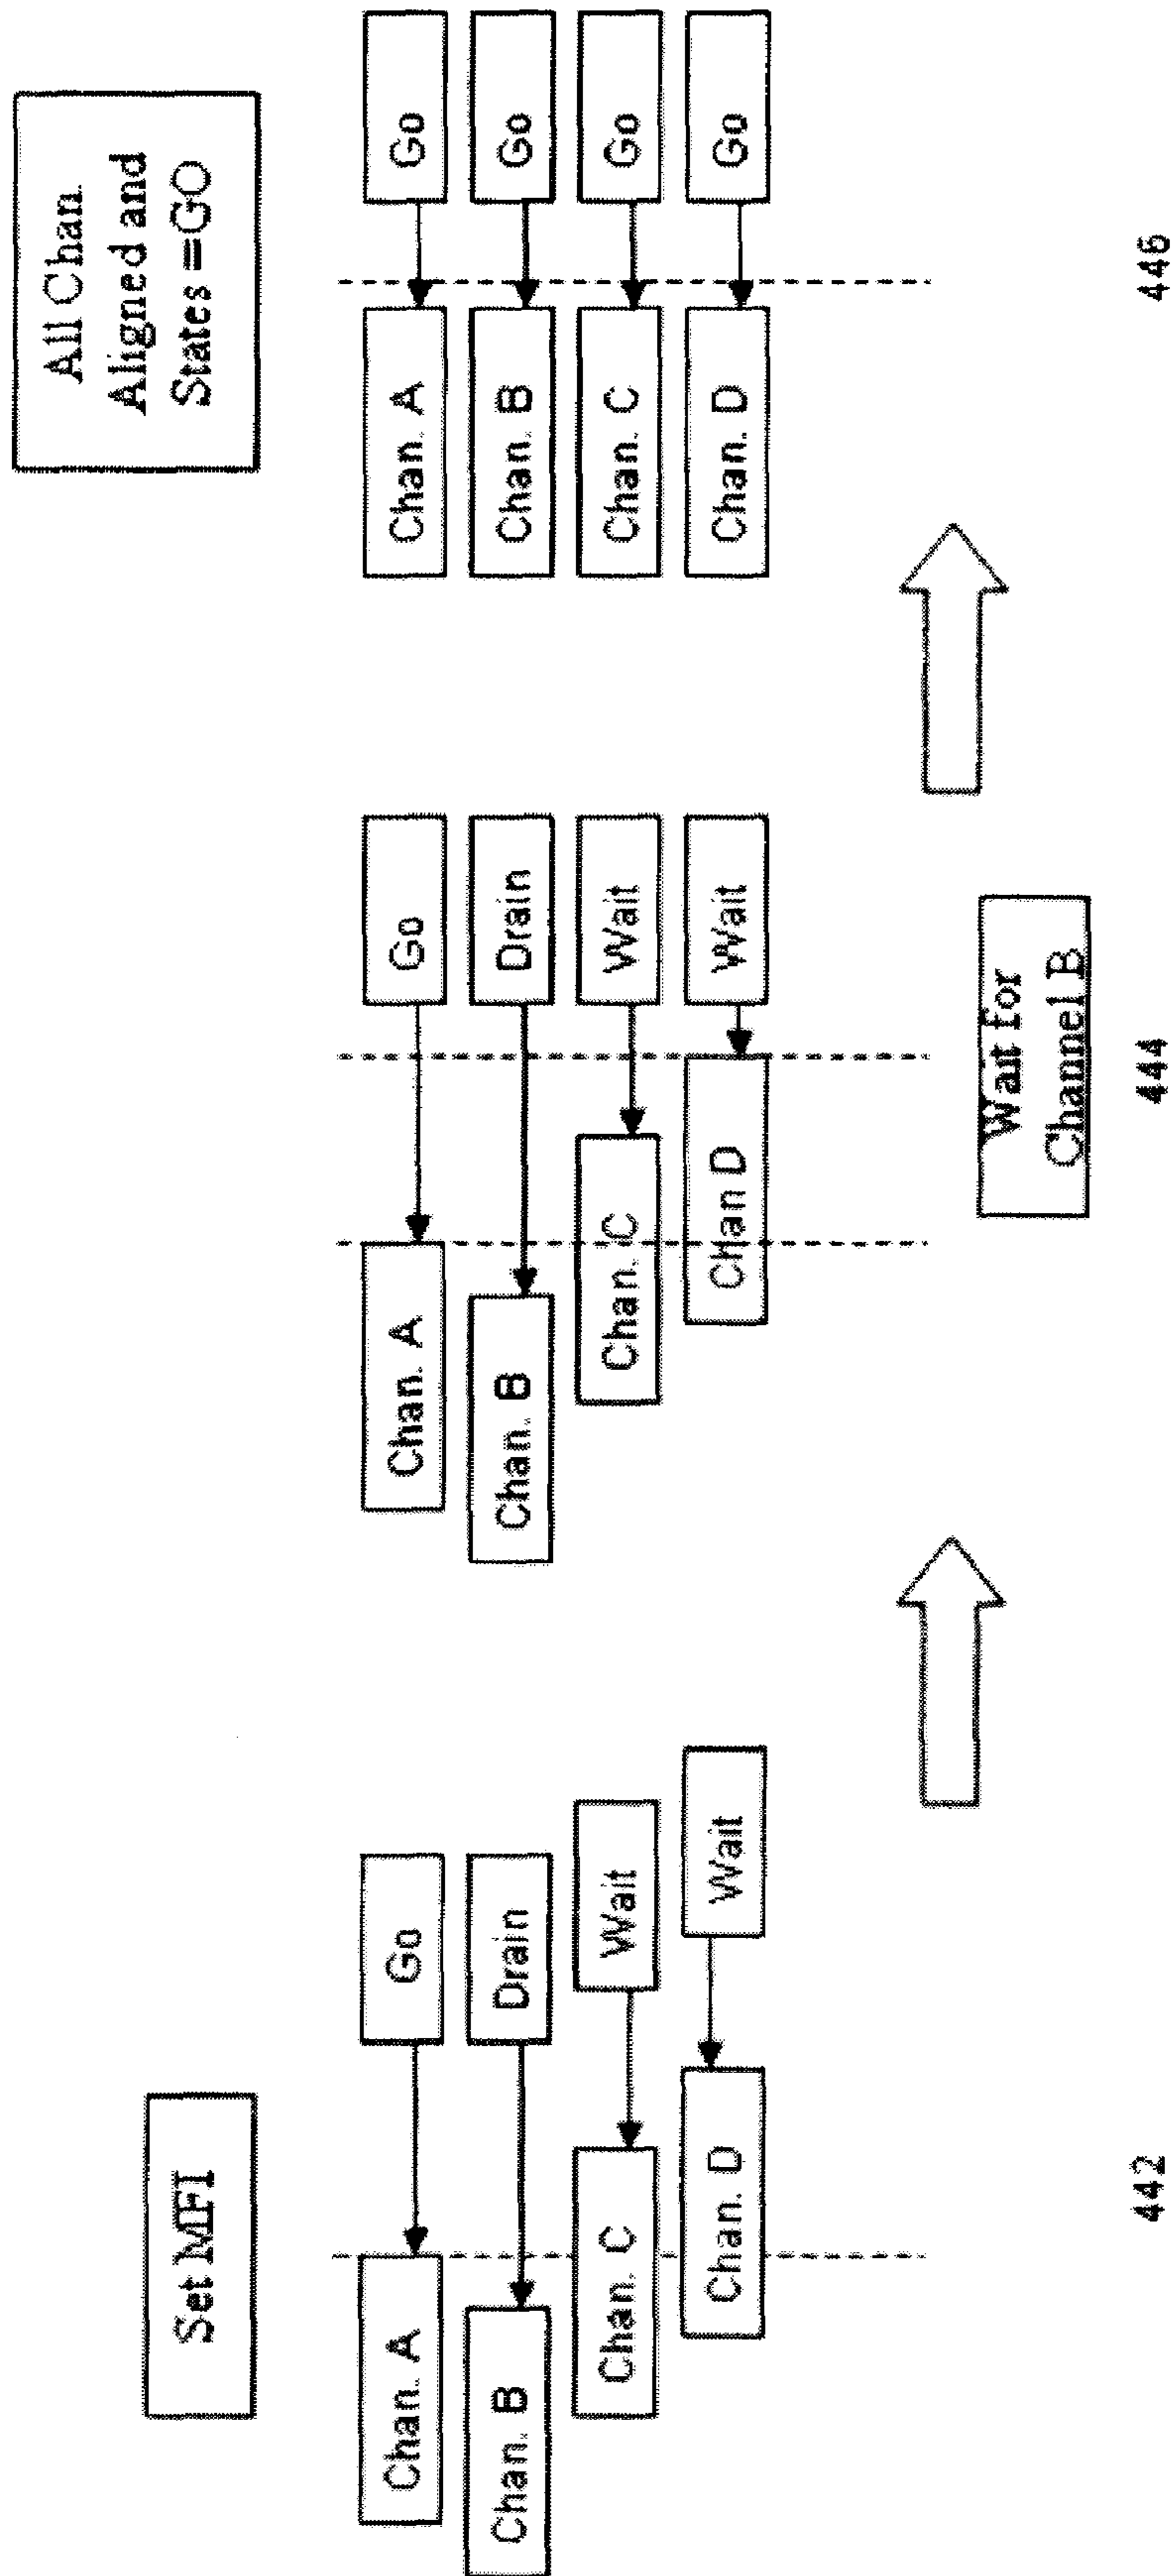 Set MFI
Chan. A
Go
Chan. B
Drain
Chan. C
Wait
Chan. D
Wait
442
Chan. A
Go
Chan. B
Drain
Chan. C
Wait
Chan D
Wait
Wait for
Channel B
444
All Chan
Aligned and
States =GO
Chan. A
Go
Chan. B
Go
Chan. C
Go
Chan. D
Go
446